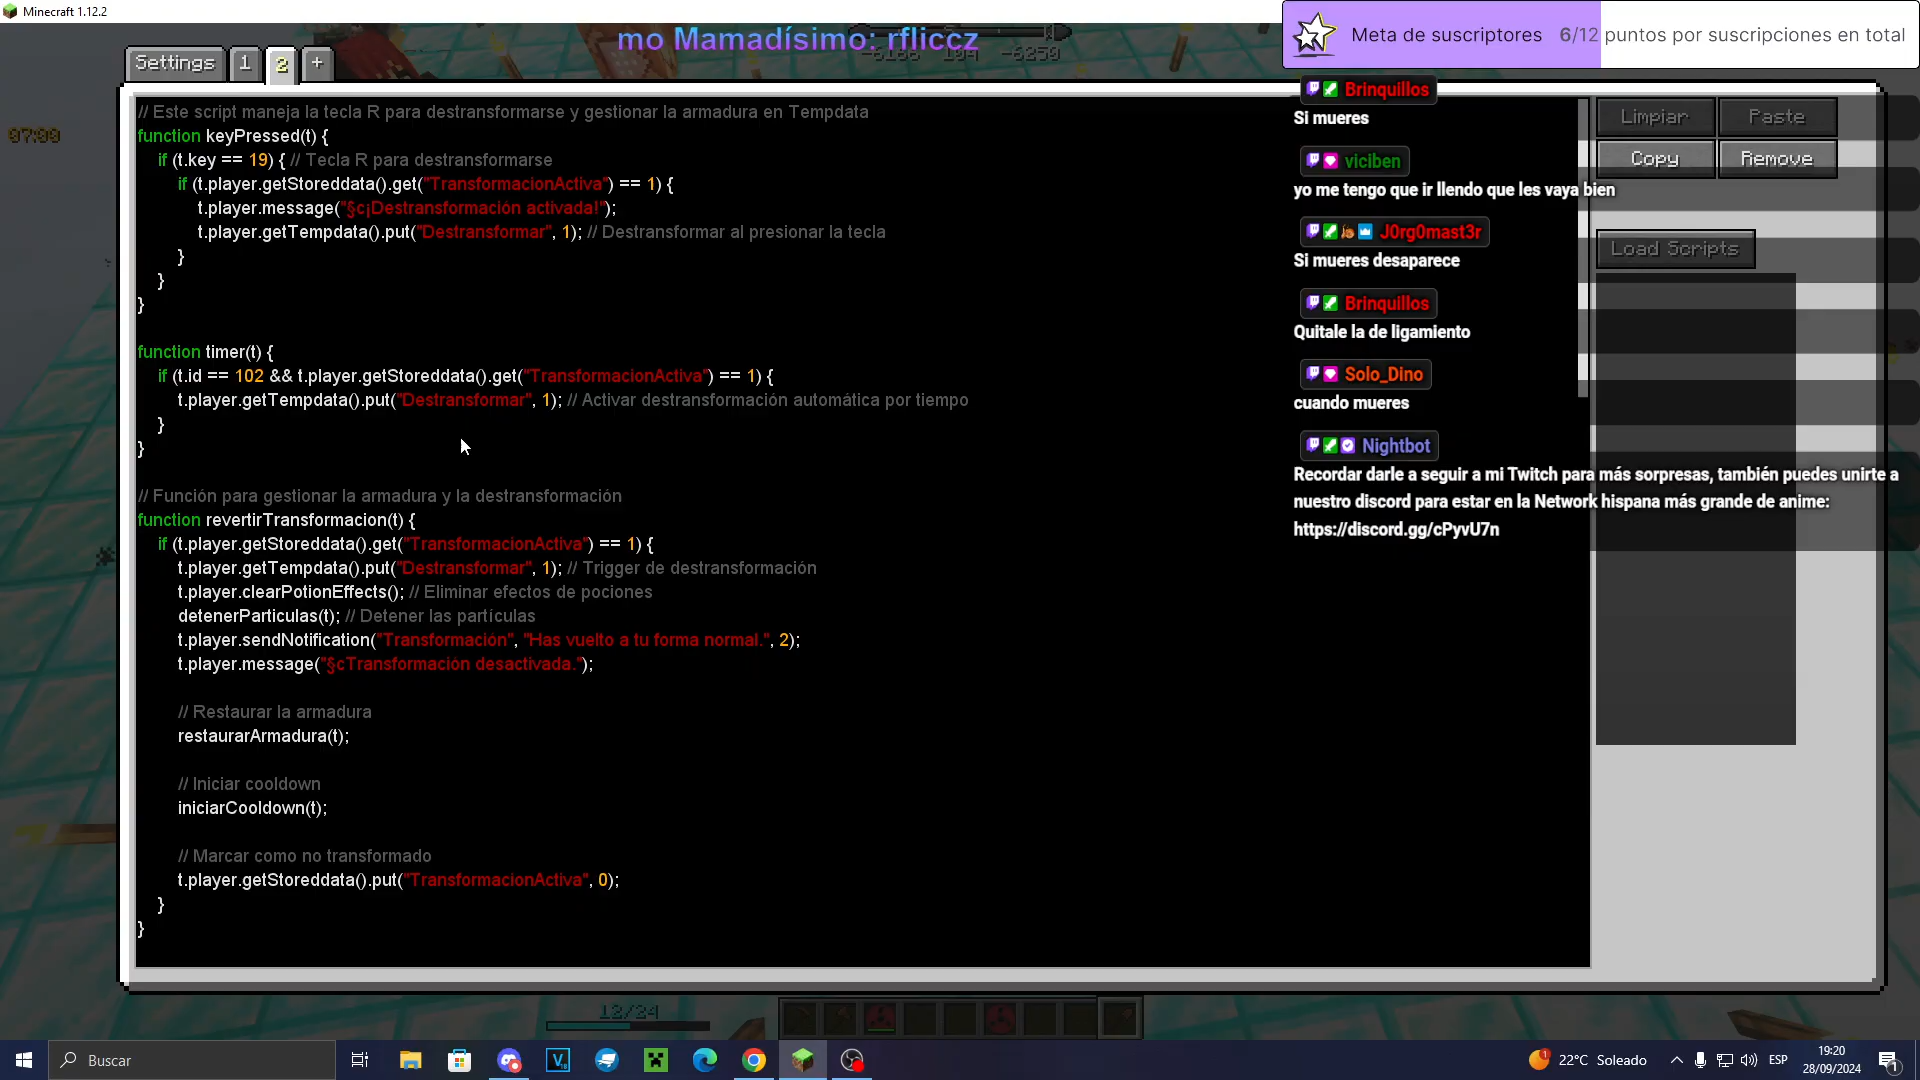 Minecraft 1.12.2
mo Mamadísimo: rfliccz
Meta de suscriptores 6/12 puntos por suscripciones en total
Settings 1 2 +
07:00
// Este script maneja la tecla R para destransformarse y gestionar la armadura en Tempdata
function keyPressed(t) {
if (t.key == 19) { // Tecla R para destransformarse
if (t.player.getStoreddata().get("TransformacionActiva") == 1) {
t.player.message("§c¡Destransformación activada!");
t.player.getTempdata().put("Destransformar", 1); // Destransformar al presionar la tecla
}
}
}
function timer(t) {
if (t.id == 102 && t.player.getStoreddata().get("TransformacionActiva") == 1) {
t.player.getTempdata().put("Destransformar", 1); // Activar destransformación automática por tiempo
}
}
// Función para gestionar la armadura y la destransformación
function revertirTransformacion(t) {
if (t.player.getStoreddata().get("TransformacionActiva") == 1) {
t.player.getTempdata().put("Destransformar", 1); // Trigger de destransformación
t.player.clearPotionEffects(); // Eliminar efectos de pociones
detenerParticulas(t); // Detener las partículas
t.player.sendNotification("Transformación", "Has vuelto a tu forma normal.", 2);
t.player.message("§cTransformación desactivada.");
// Restaurar la armadura
restaurarArmadura(t);
// Iniciar cooldown
iniciarCooldown(t);
// Marcar como no transformado
t.player.getStoreddata().put("TransformacionActiva", 0);
}
}
Limpiar Paste
Copy Remove
Load Scripts
Brinquillos
Si mueres
viciben
yo me tengo que ir llendo que les vaya bien
J0rg0mast3r
Si mueres desaparece
Brinquillos
Quitale la de ligamiento
Solo_Dino
cuando mueres
Nightbot
Recordar darle a seguir a mi Twitch para más sorpresas, también puedes unirte a
nuestro discord para estar en la Network hispana más grande de anime:
https://discord.gg/cPyvU7n
12/24
Buscar
22°C Soleado
ESP
19:20
28/09/2024